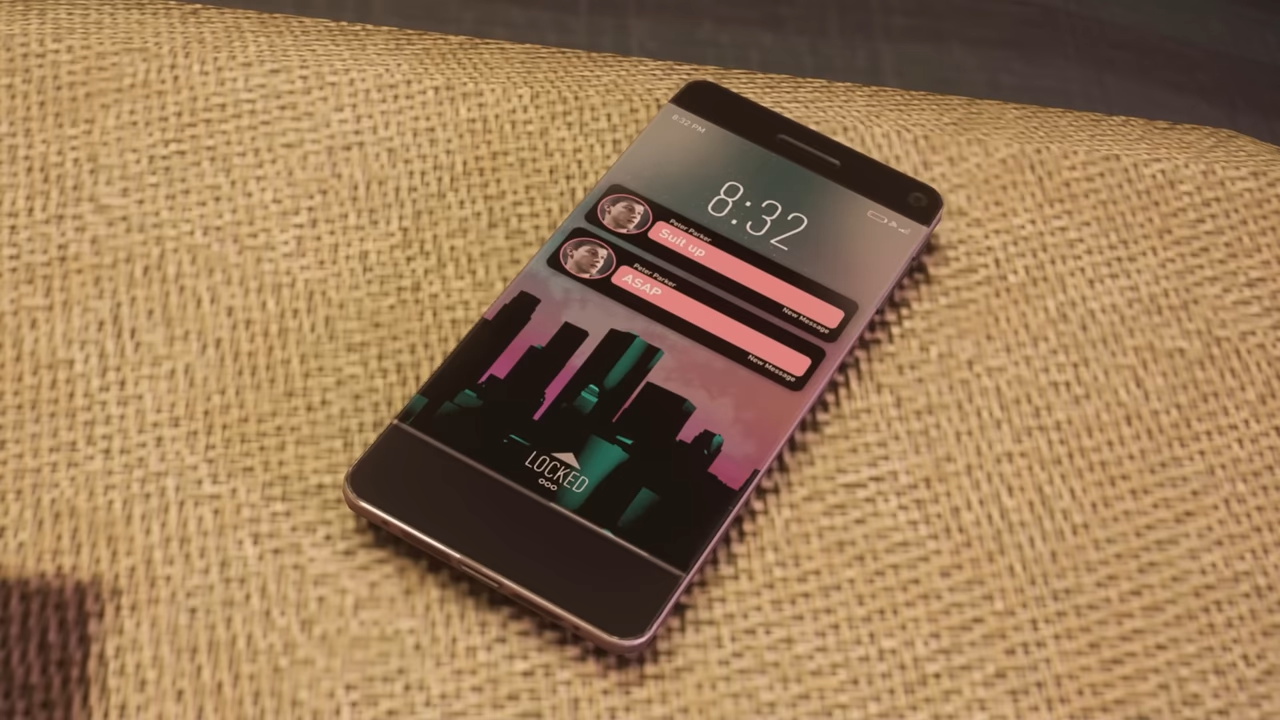 8:32 PM
8:32
Peter Parker
Suit up
New Message
Peter Parker
ASAP
New Message
LOCKED